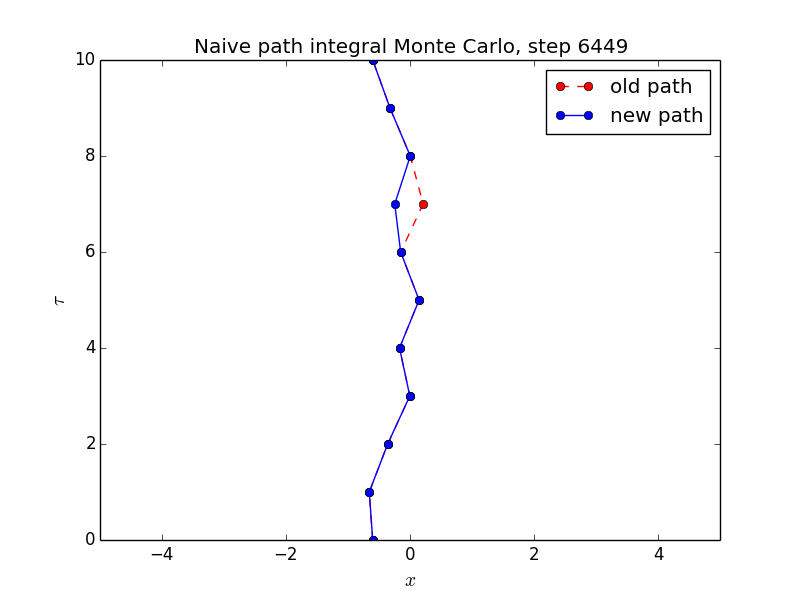 Naive path integral Monte Carlo, step 6449
old path
new path
10
8
6
4
2
0
τ
−4
−2
0
2
4
x